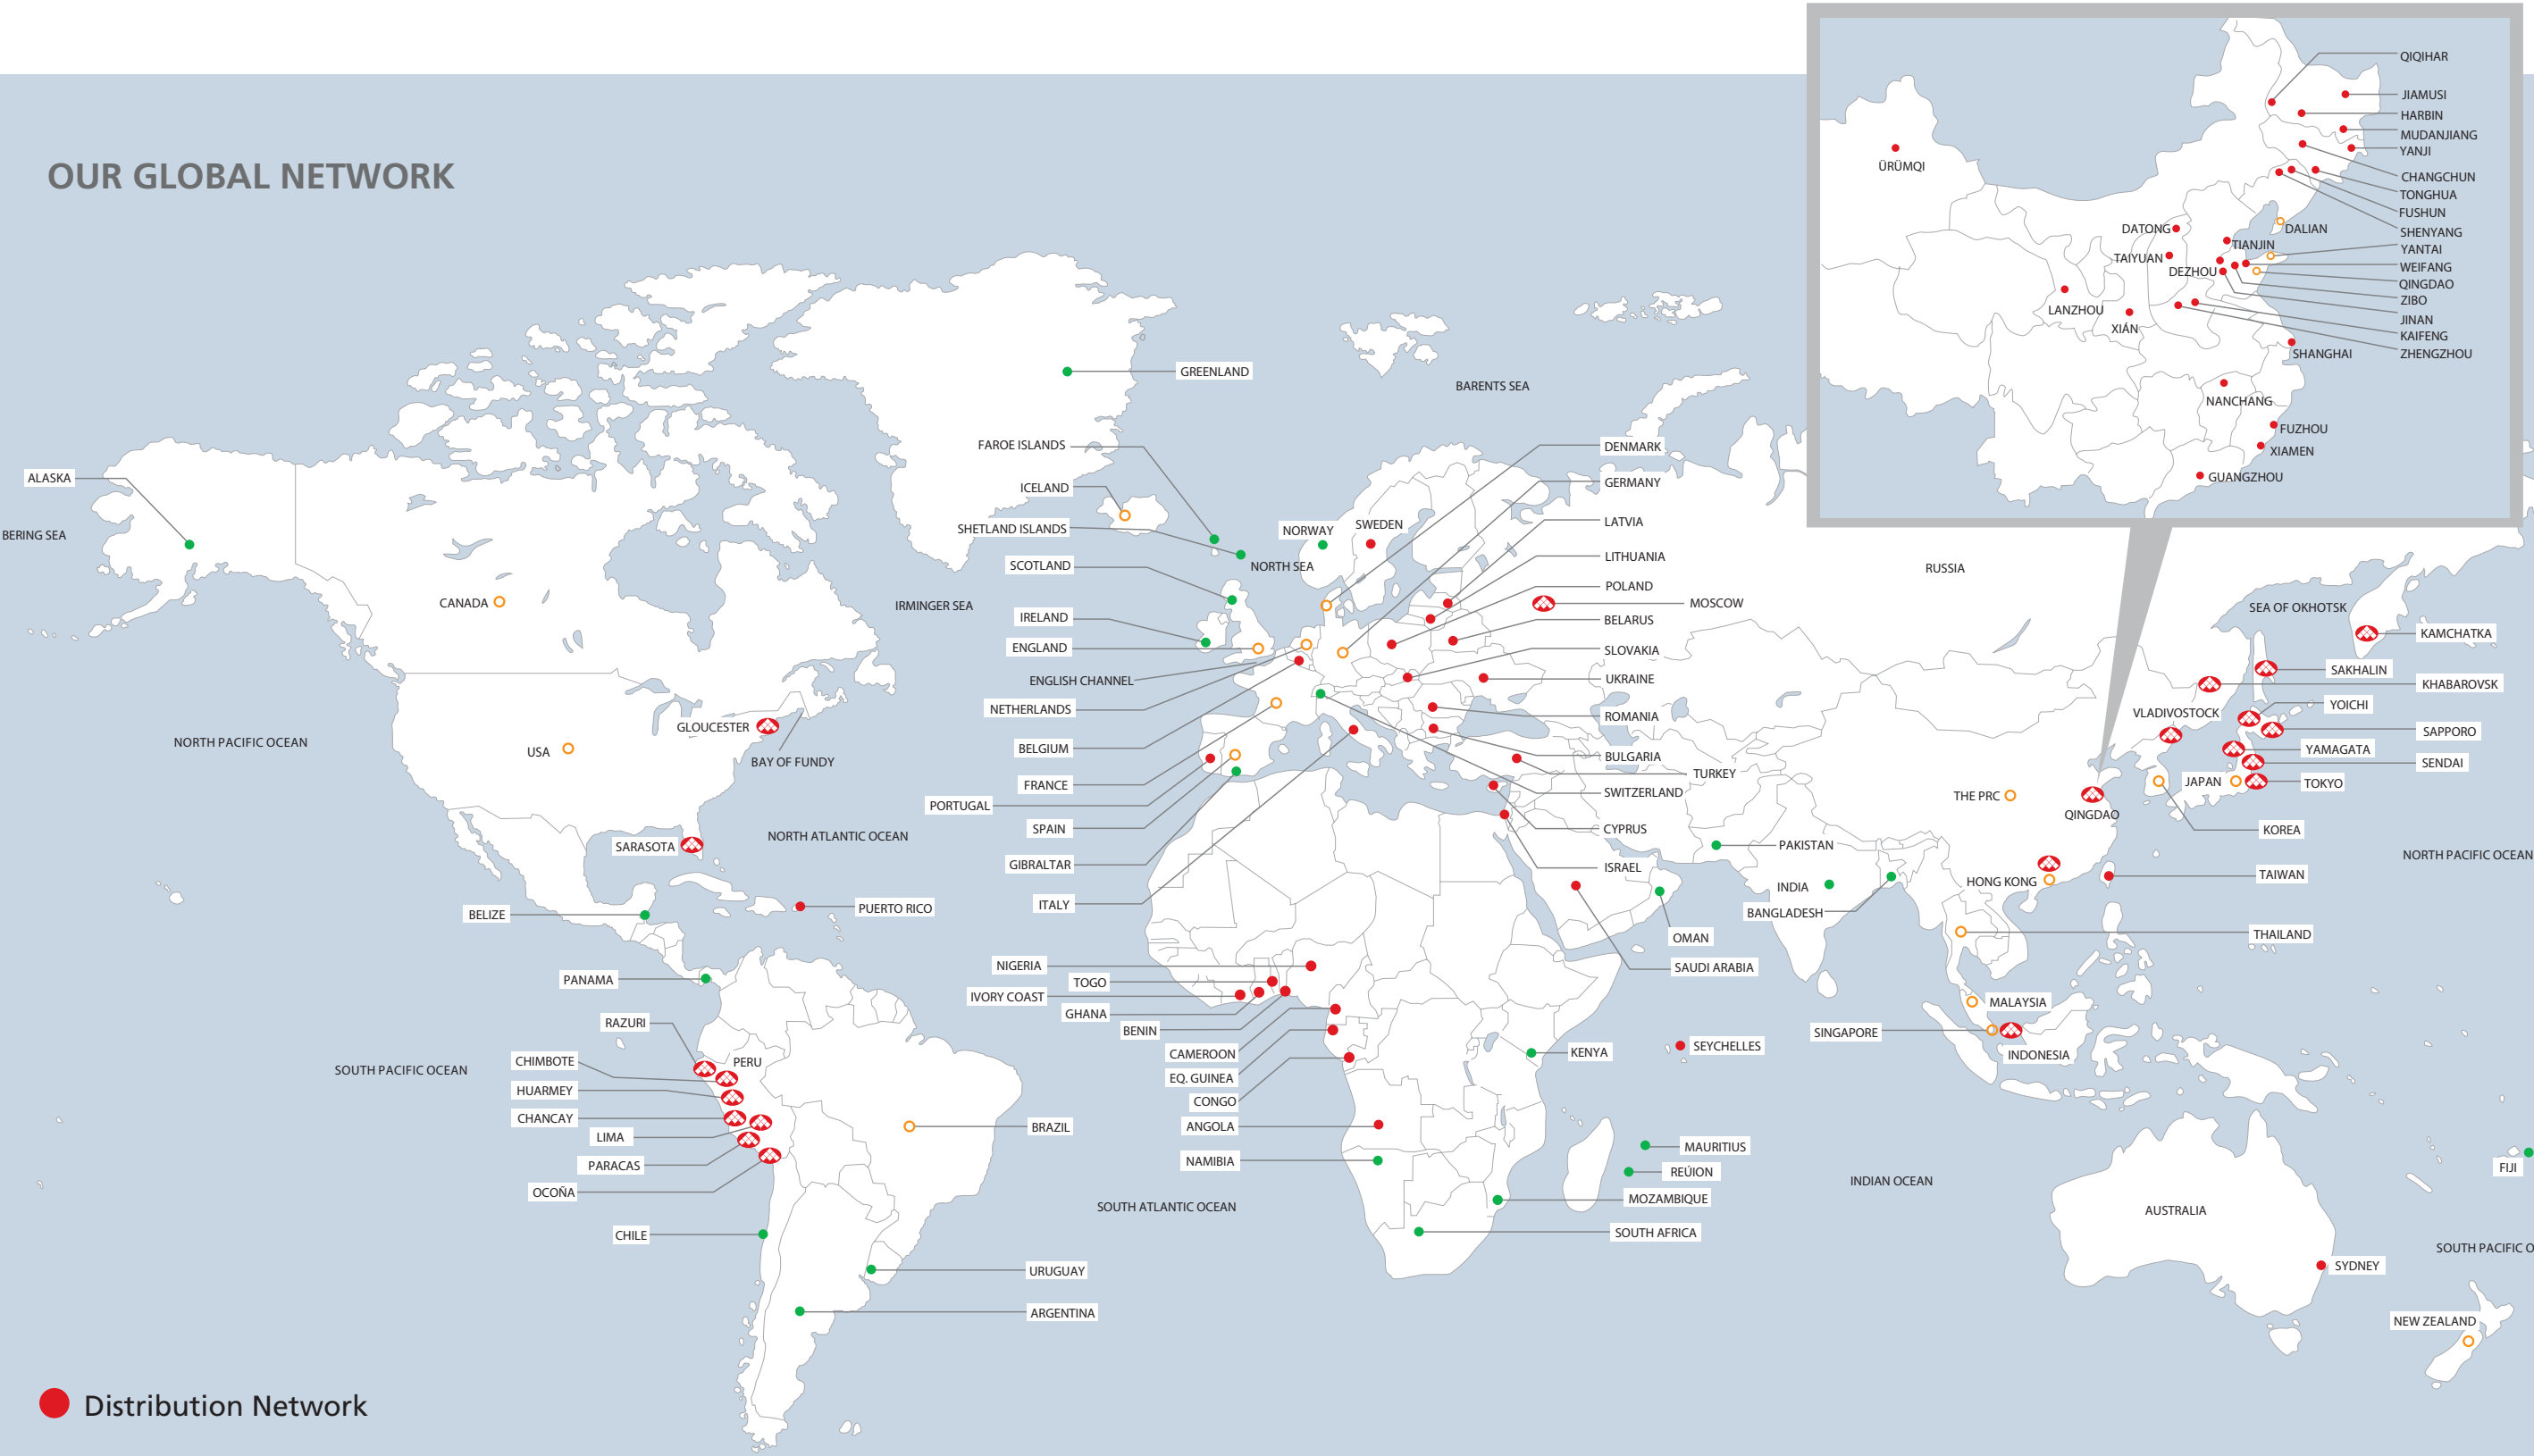 OUR GLOBAL NETWORK
QIQIHAR
JIAMUSI
HARBIN
MUDANJIANG
YANJI
CHANGCHUN
TONGHUA
FUSHUN
SHENYANG
YANTAI
WEIFANG
QINGDAO
ZIBO
JINAN
KAIFENG
ZHENGZHOU
ÜRÜMQI
DATONG
DALIAN
TIANJIN
TAIYUAN
DEZHOU
LANZHOU
XIÁN
SHANGHAI
NANCHANG
FUZHOU
XIAMEN
GUANGZHOU
ALASKA
BERING SEA
CANADA
GREENLAND
BARENTS SEA
FAROE ISLANDS
ICELAND
SHETLAND ISLANDS
SCOTLAND
IRMINGER SEA
IRELAND
ENGLAND
ENGLISH CHANNEL
NETHERLANDS
BELGIUM
FRANCE
PORTUGAL
SPAIN
GIBRALTAR
ITALY
NORWAY
SWEDEN
NORTH SEA
DENMARK
GERMANY
LATVIA
LITHUANIA
POLAND
MOSCOW
BELARUS
SLOVAKIA
UKRAINE
ROMANIA
BULGARIA
TURKEY
SWITZERLAND
CYPRUS
ISRAEL
RUSSIA
SEA OF OKHOTSK
KAMCHATKA
SAKHALIN
KHABAROVSK
YOICHI
VLADIVOSTOCK
SAPPORO
YAMAGATA
SENDAI
JAPAN
TOKYO
THE PRC
QINGDAO
KOREA
NORTH PACIFIC OCEAN
TAIWAN
HONG KONG
THAILAND
PAKISTAN
INDIA
BANGLADESH
OMAN
SAUDI ARABIA
MALAYSIA
SINGAPORE
INDONESIA
NORTH PACIFIC OCEAN
USA
GLOUCESTER
BAY OF FUNDY
SARASOTA
NORTH ATLANTIC OCEAN
PUERTO RICO
BELIZE
PANAMA
RAZURI
PERU
CHIMBOTE
HUARMEY
CHANCAY
LIMA
PARACAS
OCOÑA
SOUTH PACIFIC OCEAN
BRAZIL
CHILE
URUGUAY
ARGENTINA
NIGERIA
TOGO
IVORY COAST
GHANA
BENIN
CAMEROON
EQ. GUINEA
CONGO
ANGOLA
NAMIBIA
SOUTH ATLANTIC OCEAN
KENYA
SEYCHELLES
MAURITIUS
REÚION
MOZAMBIQUE
SOUTH AFRICA
INDIAN OCEAN
AUSTRALIA
FIJI
SOUTH PACIFIC O
SYDNEY
NEW ZEALAND
Distribution Network